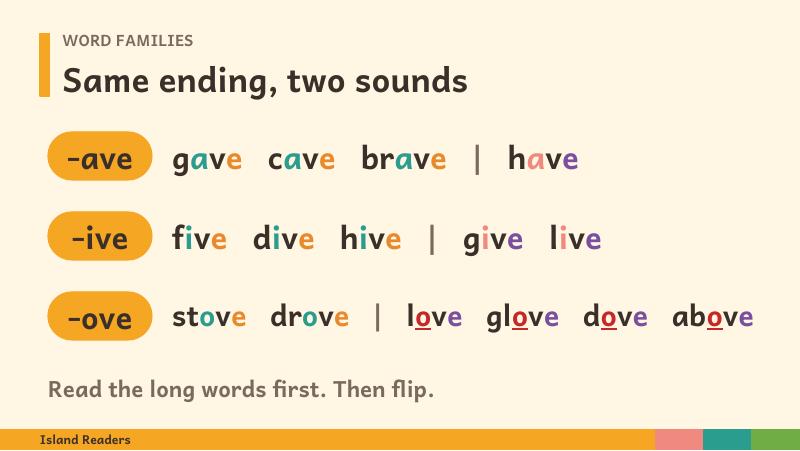 WORD FAMILIES
Same ending, two sounds
-ave gave cave brave | have
-ive five dive hive | give live
-ove stove drove | love glove dove above
Read the long words first. Then flip.
Island Readers